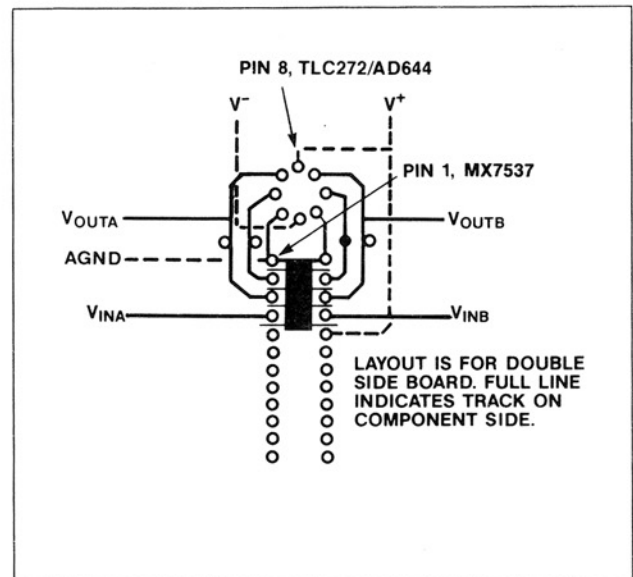 PIN 8, TLC272/AD644
V- V+
PIN 1, MX7537
VOUTA VOUTB
AGND
VINA VINB
LAYOUT IS FOR DOUBLE
SIDE BOARD. FULL LINE
INDICATES TRACK ON
COMPONENT SIDE.